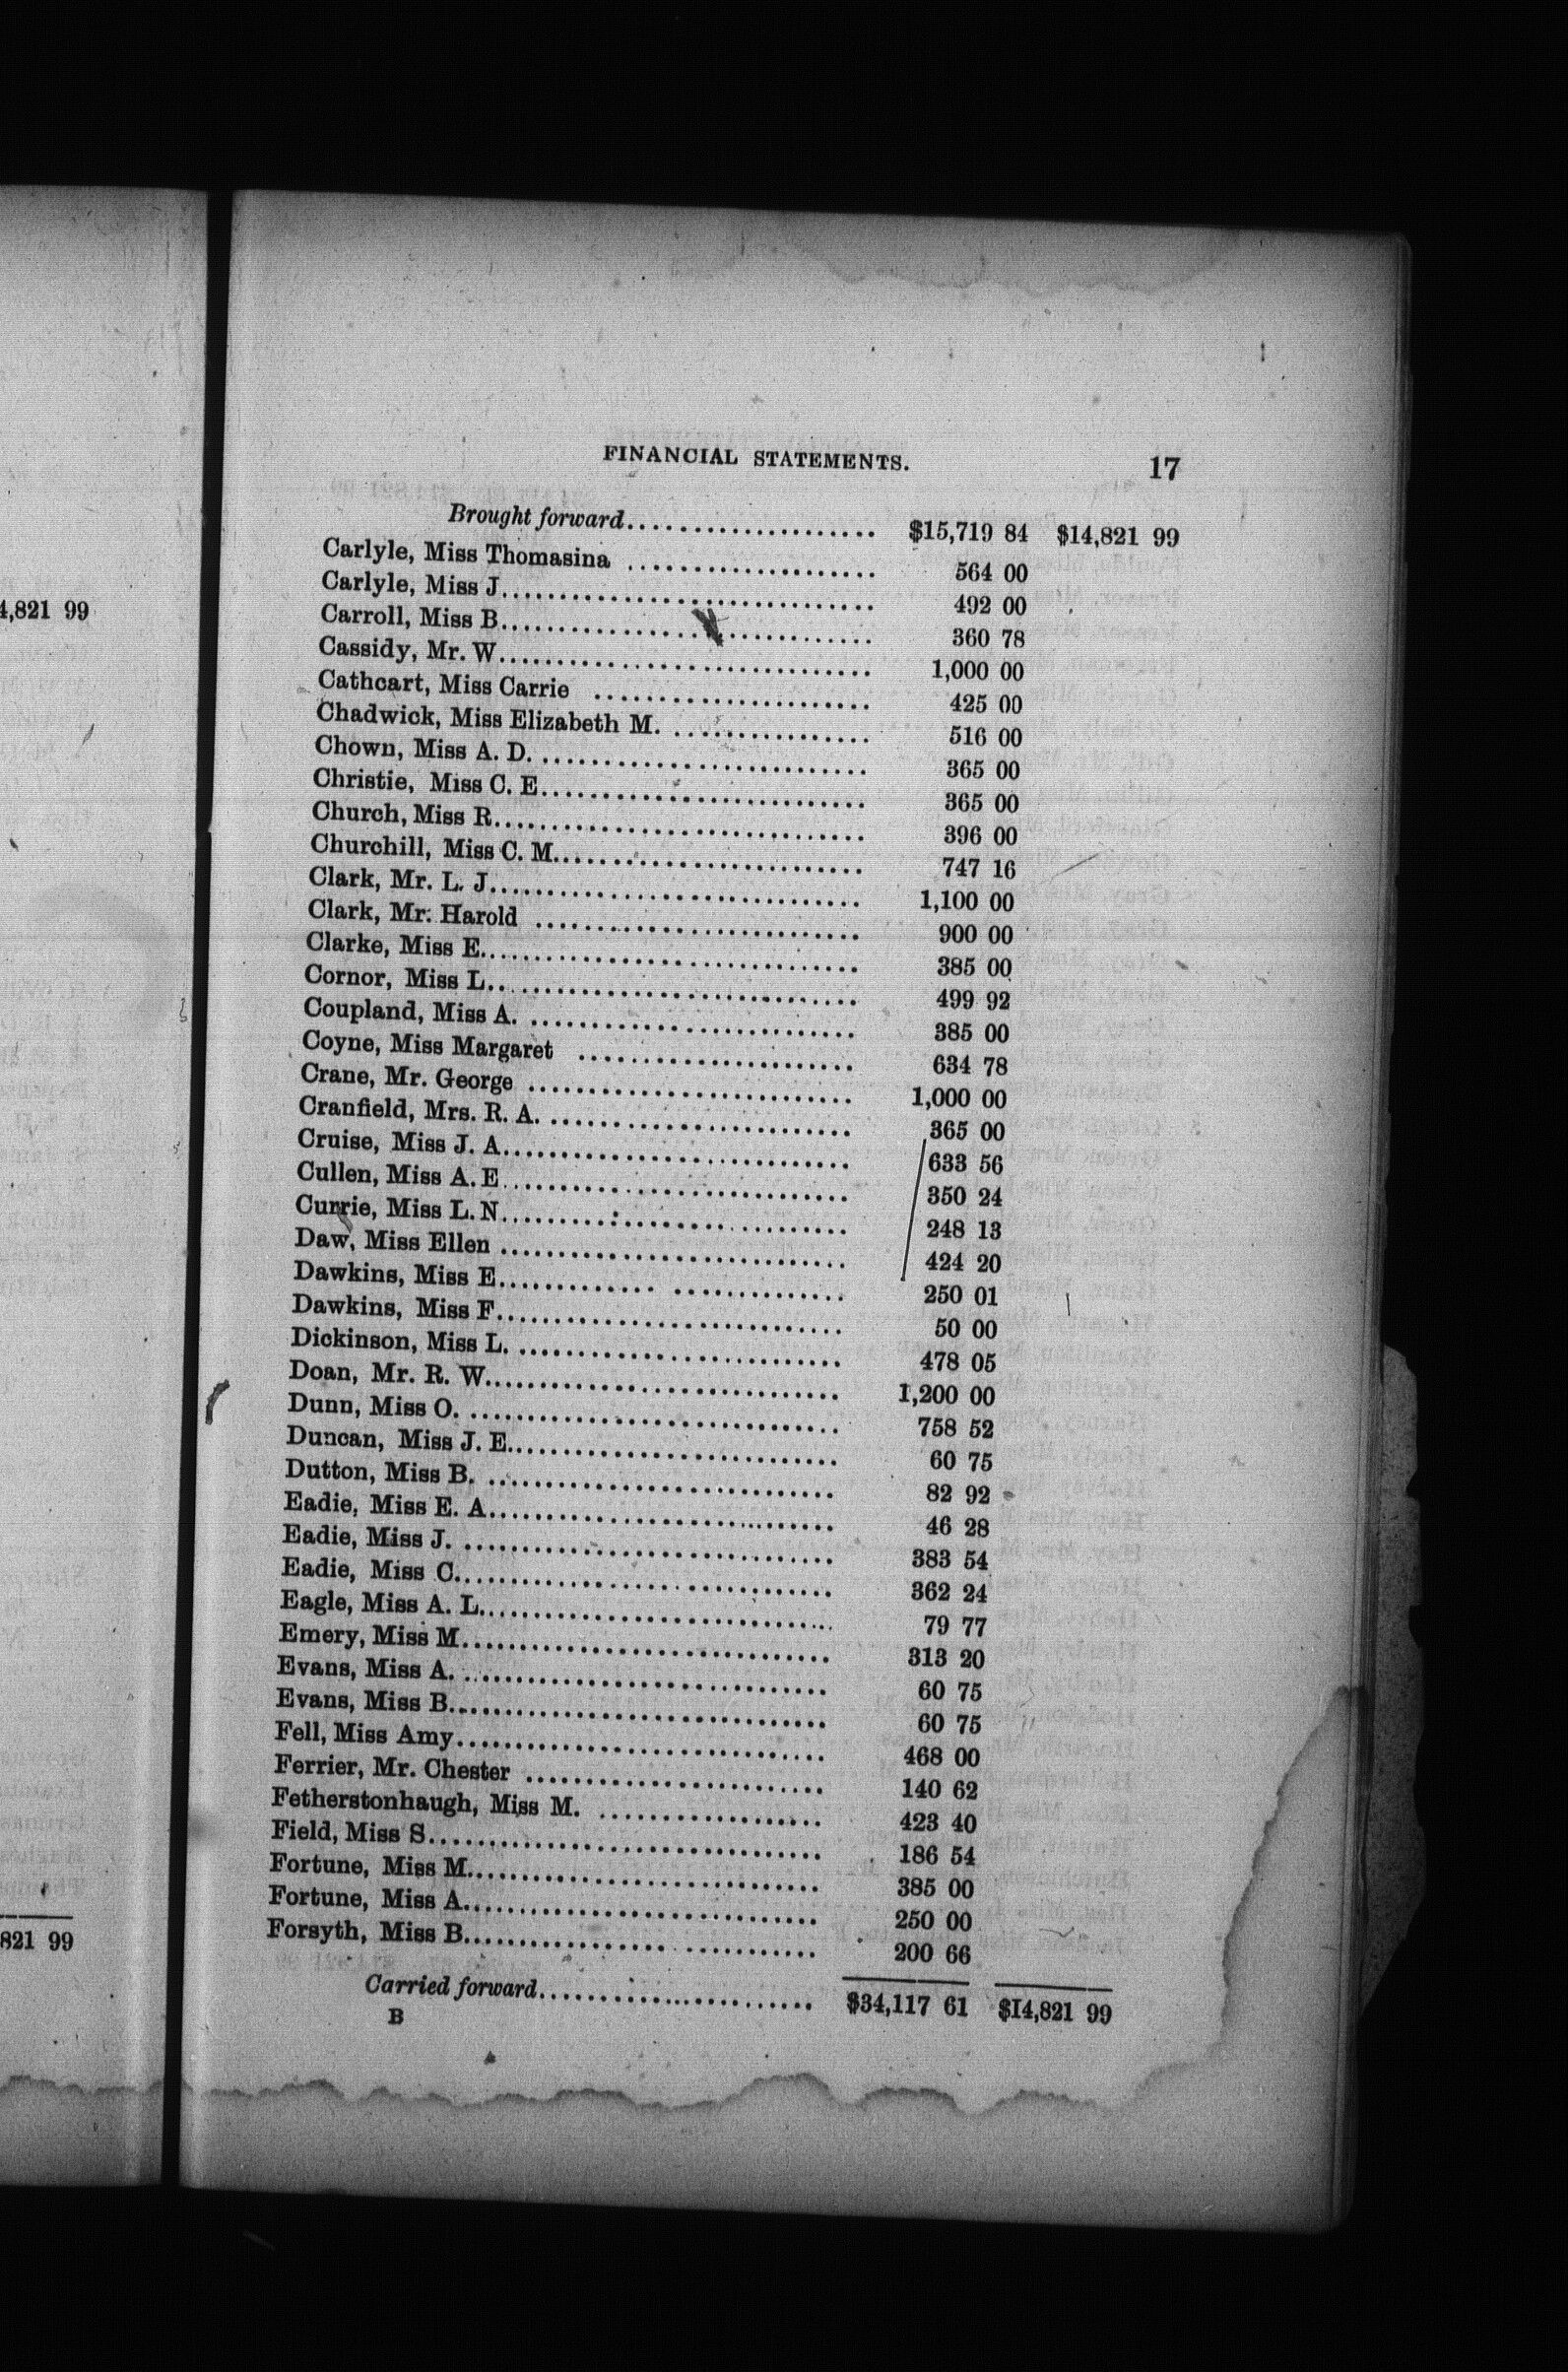 FINANCIAL STATEMENTS. 17
Brought forward.................... $15,719 84 $14,821 99
Carlyle, Miss Thomasina ................... 564 00
Carlyle, Miss J............................. 492 00
Carroll, Miss B............................. 360 78
Cassidy, Mr. W............................. 1,000 00
Cathcart, Miss Carrie ..................... 425 00
Chadwick, Miss Elizabeth M. ............... 516 00
Chown, Miss A. D. ......................... 365 00
Christie, Miss C. E......................... 365 00
Church, Miss R............................. 396 00
Churchill, Miss C. M........................ 747 16
Clark, Mr. L. J............................. 1,100 00
Clark, Mr. Harold ......................... 900 00
Clarke, Miss E............................. 385 00
Cornor, Miss L............................. 499 92
Coupland, Miss A. ......................... 385 00
Coyne, Miss Margaret ..................... 634 78
Crane, Mr. George ......................... 1,000 00
Cranfield, Mrs. R. A. ....................... 365 00
Cruise, Miss J. A........................... 633 56
Cullen, Miss A. E........................... 350 24
Currie, Miss L. N........................... 248 13
Daw, Miss Ellen ........................... 424 20
Dawkins, Miss E............. ............. 250 01
Dawkins, Miss F........................... 50 00
Dickinson, Miss L. ......................... 478 05
Doan, Mr. R. W............................. 1,200 00
Dunn, Miss O. ............................. 758 52
Duncan, Miss J. E........................... 60 75
Dutton, Miss B. ........................... 82 92
Eadie, Miss E. A........................... 46 28
Eadie, Miss J. ............................. 383 54
Eadie, Miss C............................... 362 24
Eagle, Miss A. L........................... 79 77
Emery, Miss M............................. 313 20
Evans, Miss A. ............................. 60 75
Evans, Miss B............................... 60 75
Fell, Miss Amy............................. 468 00
Ferrier, Mr. Chester ....................... 140 62
Fetherstonhaugh, Miss M. ................. 423 40
Field, Miss S............................... 186 54
Fortune, Miss M........................... 385 00
Fortune, Miss A........................... 250 00
Forsyth, Miss B........................... 200 66
Carried forward....................... $34,117 61 $14,821 99
B
4,821 99
821 99